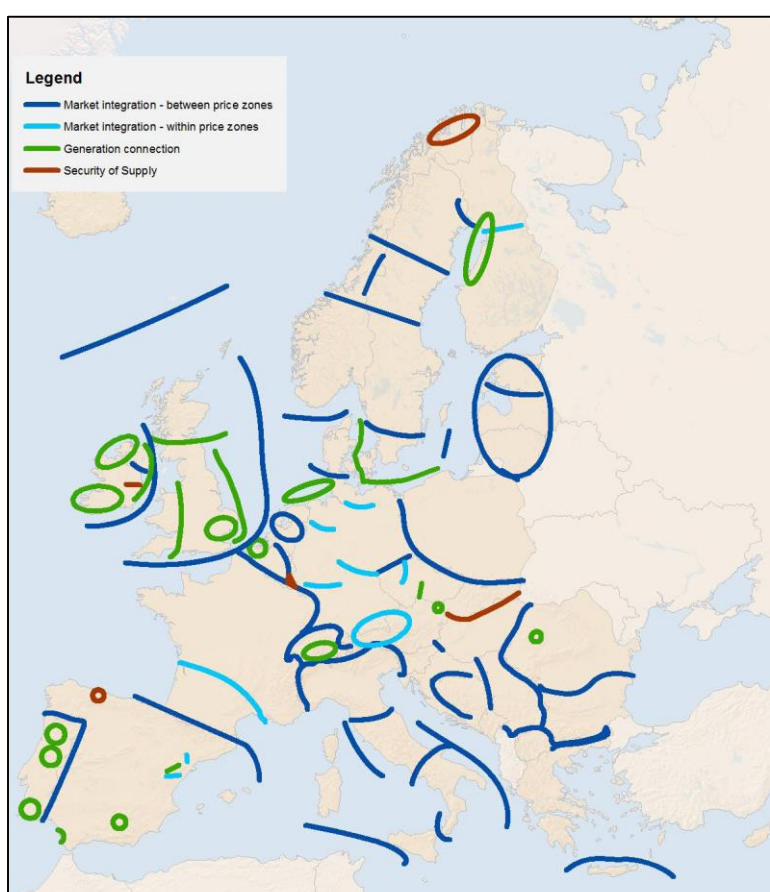 Legend
Market integration - between price zones
Market integration - within price zones
Generation connection
Security of Supply